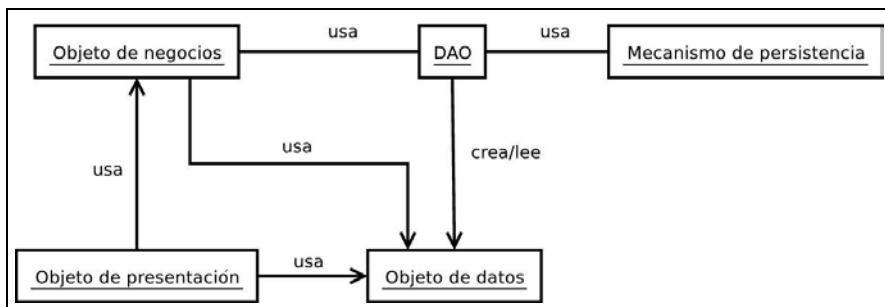 usa
usa
Objeto de negocios
DAO
Mecanismo de persistencia
usa
crea/lee
usa
usa
Objeto de presentación
Objeto de datos